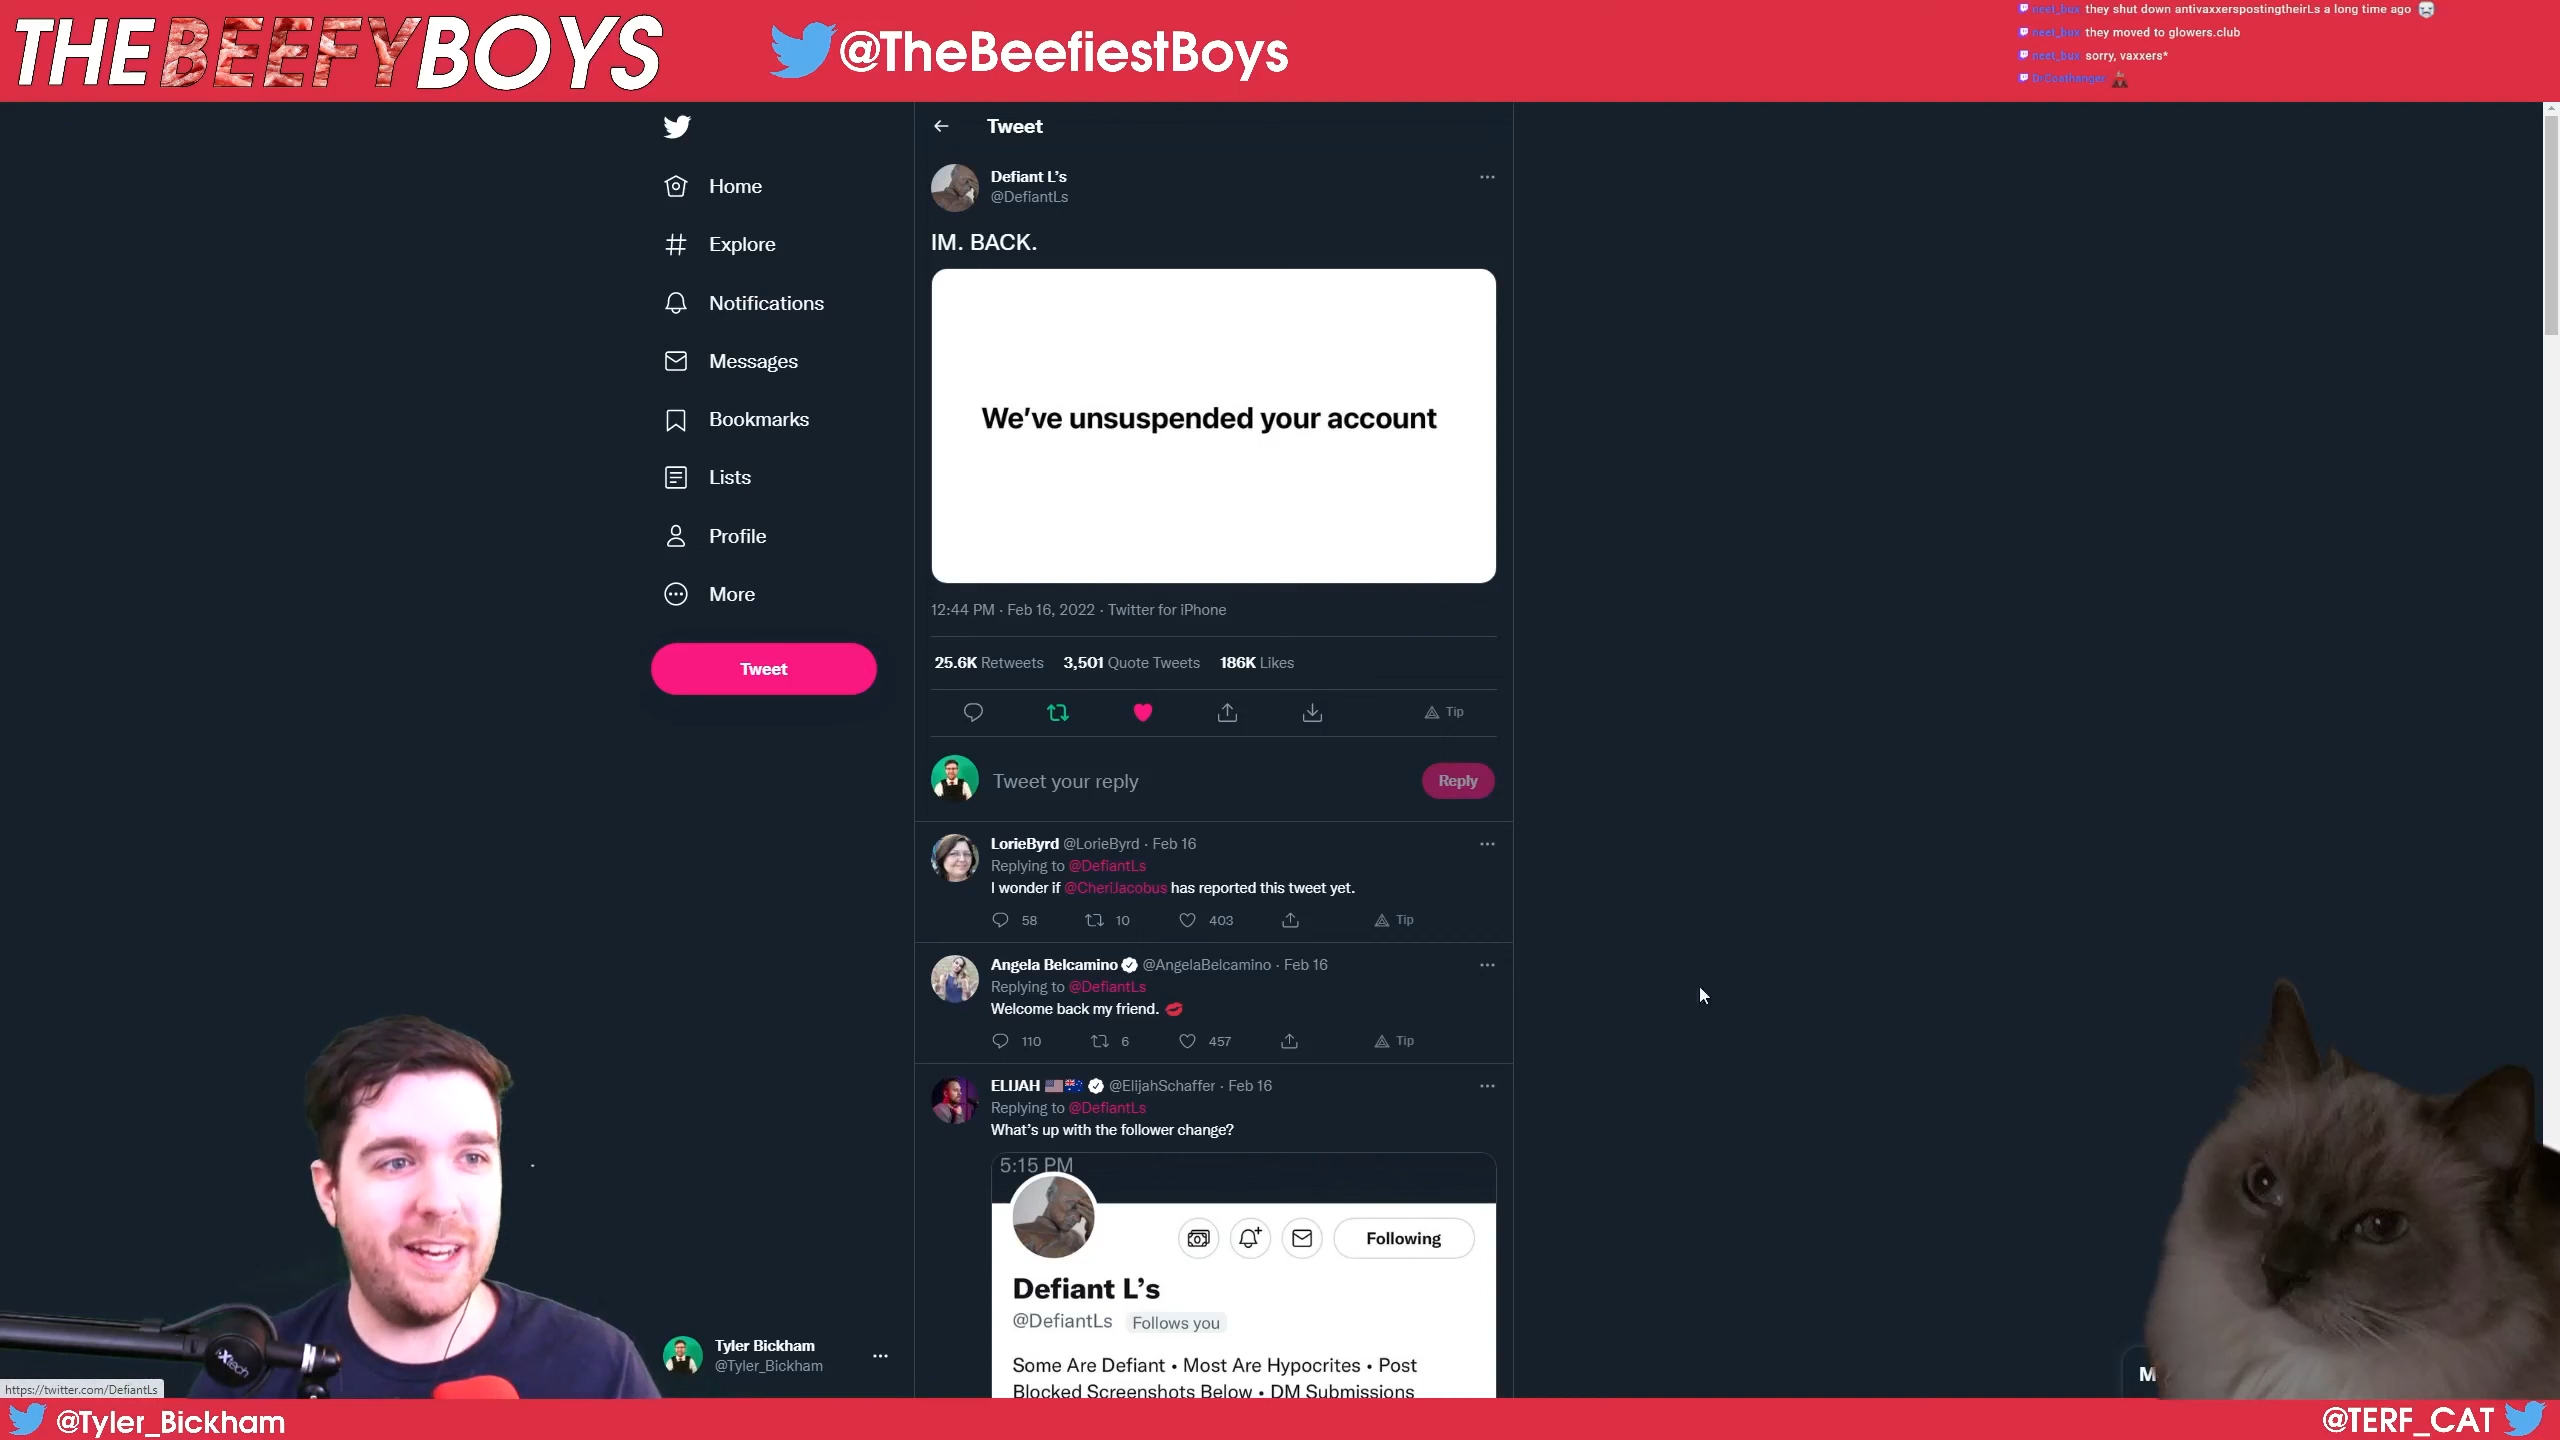 THEBEEFYBOYS
@TheBeefiestBoys
neet_bux they shut down antivaxxerspostingtheirLs a long time ago
neet_bux they moved to glowers.club
neet_bux sorry, vaxxers*
DrCoathanger
Home
Explore
Notifications
Messages
Bookmarks
Lists
Profile
More
Tweet
Tyler Bickham
@Tyler_Bickham
Tweet
Defiant L's
@DefiantLs
IM. BACK.
We've unsuspended your account
12:44 PM · Feb 16, 2022 · Twitter for iPhone
25.6K Retweets 3,501 Quote Tweets 186K Likes
Tip
Tweet your reply
Reply
LorieByrd @LorieByrd · Feb 16
Replying to @DefiantLs
I wonder if @CheriJacobus has reported this tweet yet.
58 10 403 Tip
Angela Belcamino @AngelaBelcamino · Feb 16
Replying to @DefiantLs
Welcome back my friend.
110 6 457 Tip
ELIJAH @ElijahSchaffer · Feb 16
Replying to @DefiantLs
What's up with the follower change?
5:15 PM
Following
Defiant L's
@DefiantLs Follows you
Some Are Defiant • Most Are Hypocrites • Post
Blocked Screenshots Below • DM Submissions
M
https://twitter.com/DefiantLs
@Tyler_Bickham
@TERF_CAT